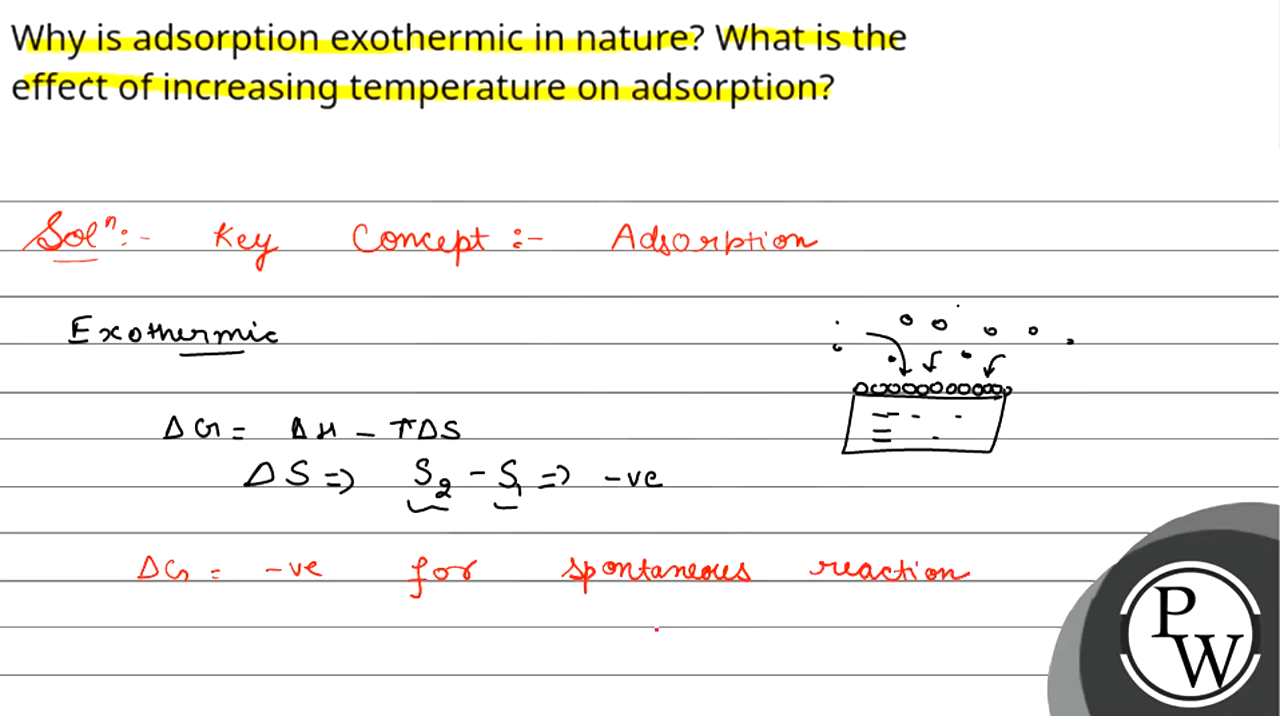 Why is adsorption exothermic in nature? What is the
effect of increasing temperature on adsorption?
Solⁿ:- Key Concept :- Adsorption
Exothermic
ΔG = ΔH - TΔS
ΔS => S₂ - S₁ => -ve
ΔG = -ve for spontaneous reaction
P
W